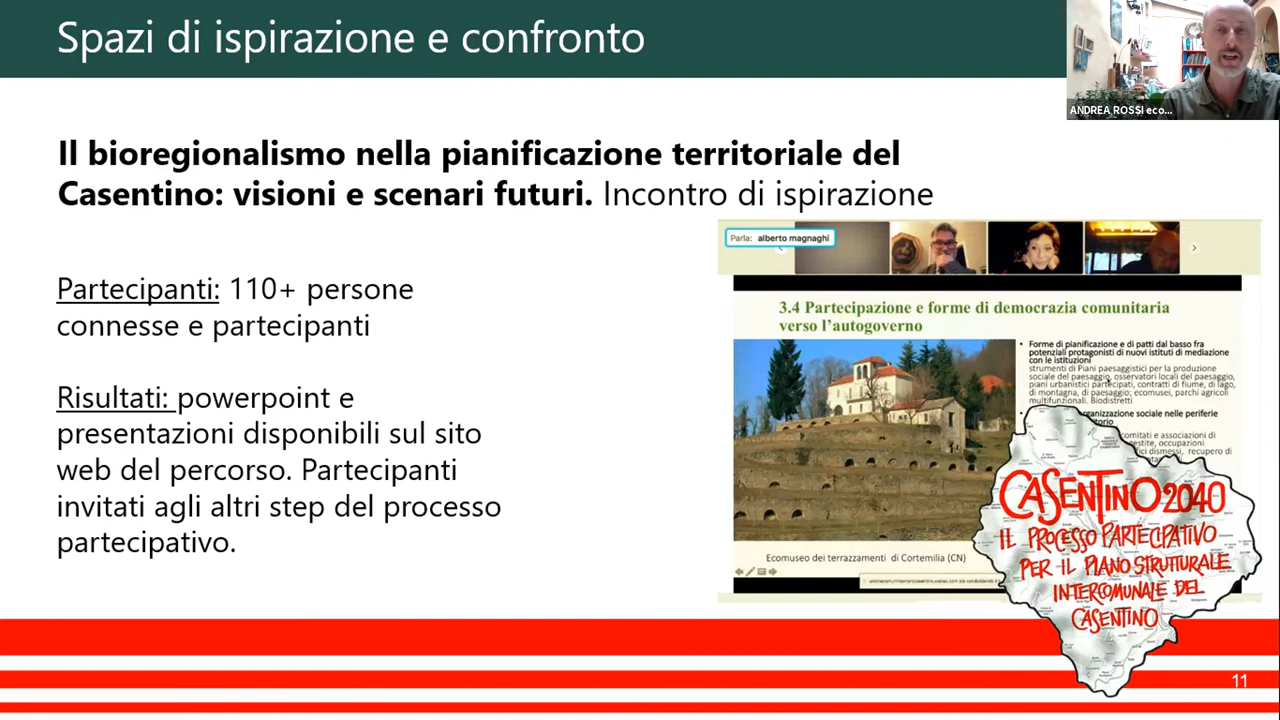 Spazi di ispirazione e confronto
ANDREA ROSSI eco...
Il bioregionalismo nella pianificazione territoriale del
Casentino: visioni e scenari futuri. Incontro di ispirazione
Partecipanti: 110+ persone
connesse e partecipanti
Risultati: powerpoint e
presentazioni disponibili sul sito
web del percorso. Partecipanti
invitati agli altri step del processo
partecipativo.
Parla: alberto magnaghi
3.4 Partecipazione e forme di democrazia comunitaria
verso l'autogoverno
• Forme di pianificazione e di patti dal basso fra
potenziali protagonisti di nuovi istituti di mediazione
con le istituzioni
strumenti di Piani paesaggistici per la produzione
sociale del paesaggio, osservatori locali del paesaggio,
piani urbanistici partecipati, contratti di fiume, di lago,
di montagna, di paesaggio; ecomusei, parchi agricoli
multifunzionali. Biodistretti
organizzazione sociale nelle periferie
comitati e associazioni di
occupazioni
dismessi, recupero di
Ecomuseo dei terrazzamenti di Cortemilia (CN)
CASENTINO 2040
IL PROCESSO PARTECIPATIVO
PER IL PIANO STRUTTURALE
INTERCOMUNALE DEL
CASENTINO
11